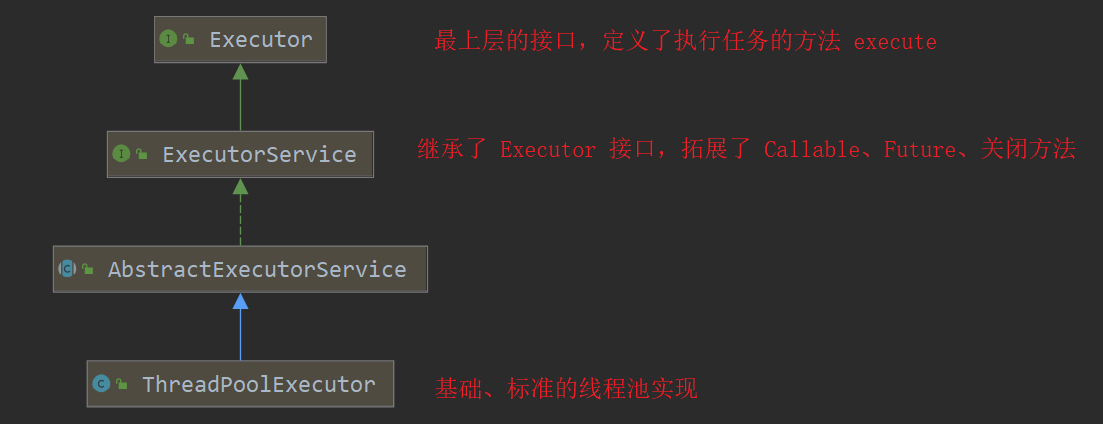 Executor
最上层的接口，定义了执行任务的方法 execute
ExecutorService
继承了 Executor 接口，拓展了 Callable、Future、关闭方法
AbstractExecutorService
ThreadPoolExecutor
基础、标准的线程池实现